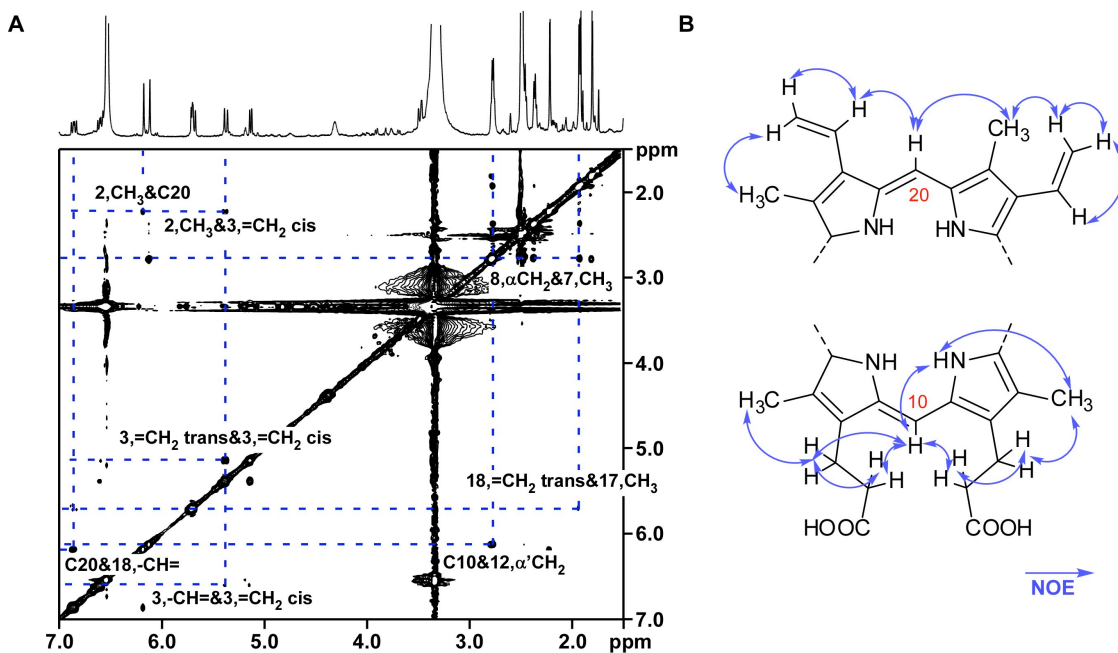 A
B
ppm
2.0
3.0
4.0
5.0
6.0
7.0
2,CH3&C20
2,CH3&3,=CH2 cis
8,αCH2&7,CH3
3,=CH2 trans&3,=CH2 cis
18,=CH2 trans&17,CH3
C20&18,-CH=
C10&12,α’CH2
3,-CH=&3,=CH2 cis
7.0 6.0 5.0 4.0 3.0 2.0 ppm
H
H
H
H
H
H
H
H3C
CH3
20
NH
HN
NH
HN
10
H3C
CH3
H
H
H
H
H
H
H
H
H
HOOC
COOH
NOE